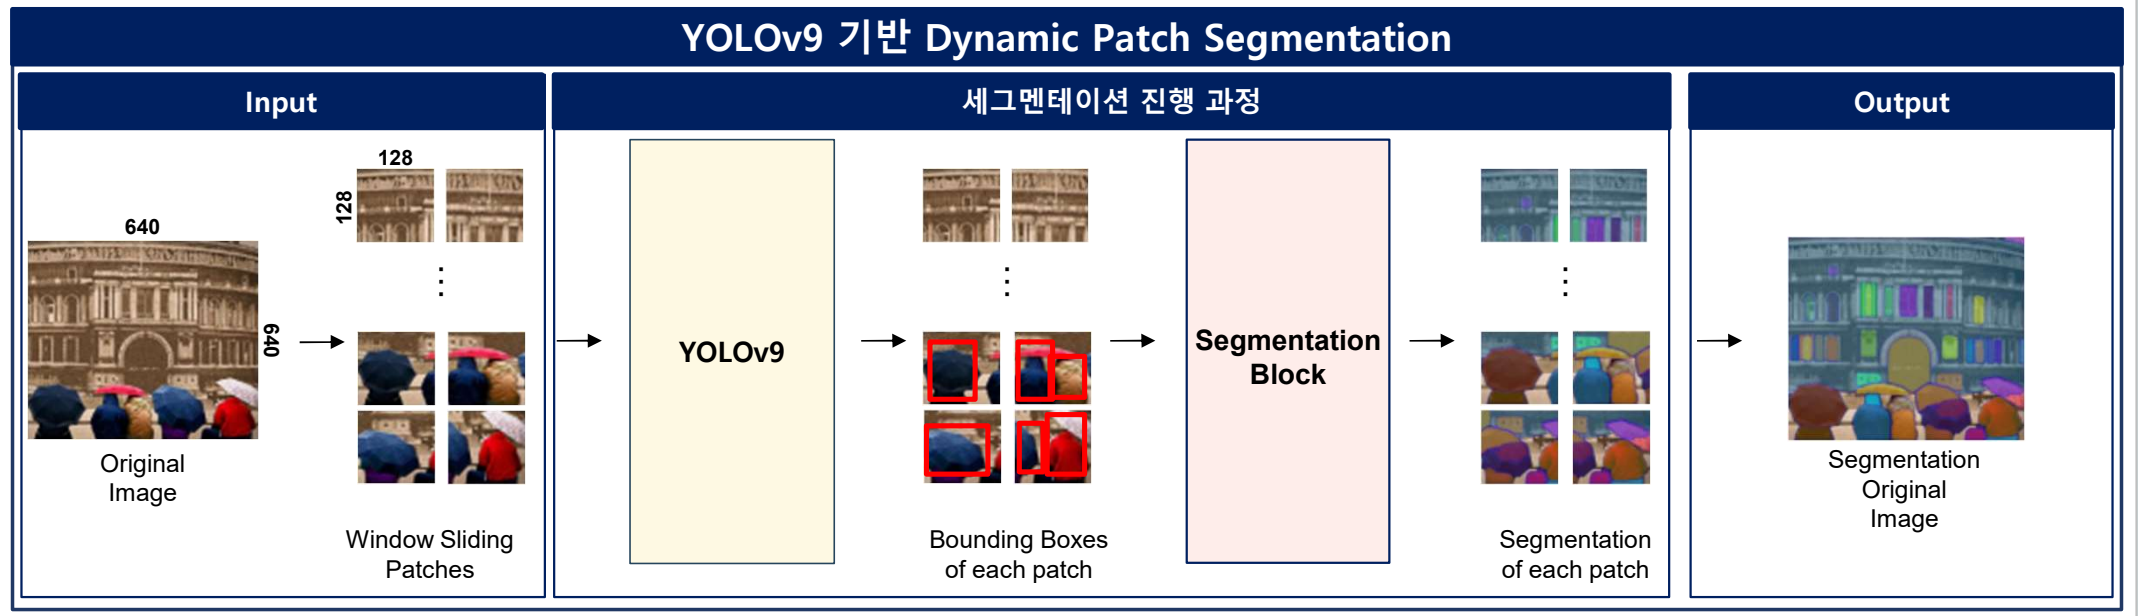 YOLOv9 기반 Dynamic Patch Segmentation
Input
세그멘테이션 진행 과정
Output
128
128
640
640
Original
Image
Window Sliding
Patches
YOLOv9
⋮
⋮
Bounding Boxes
of each patch
Segmentation
Block
⋮
Segmentation
of each patch
Segmentation
Original
Image